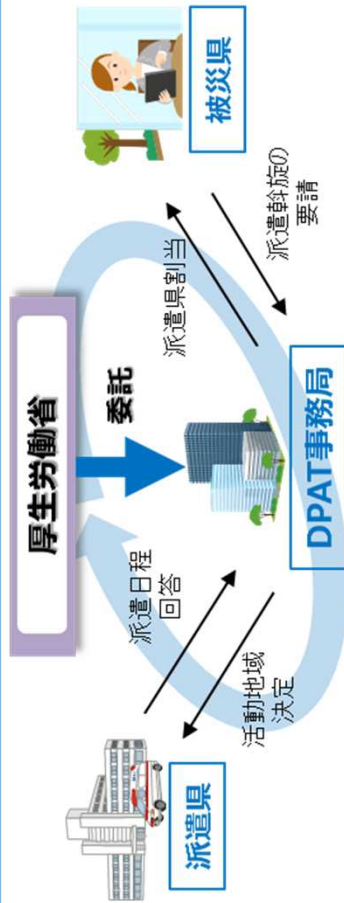 厚生労働省
委託
派遣日程
回答
派遣県割当
派遣県
活動地域
決定
DPAT事務局
派遣斡旋の
要請
被災県